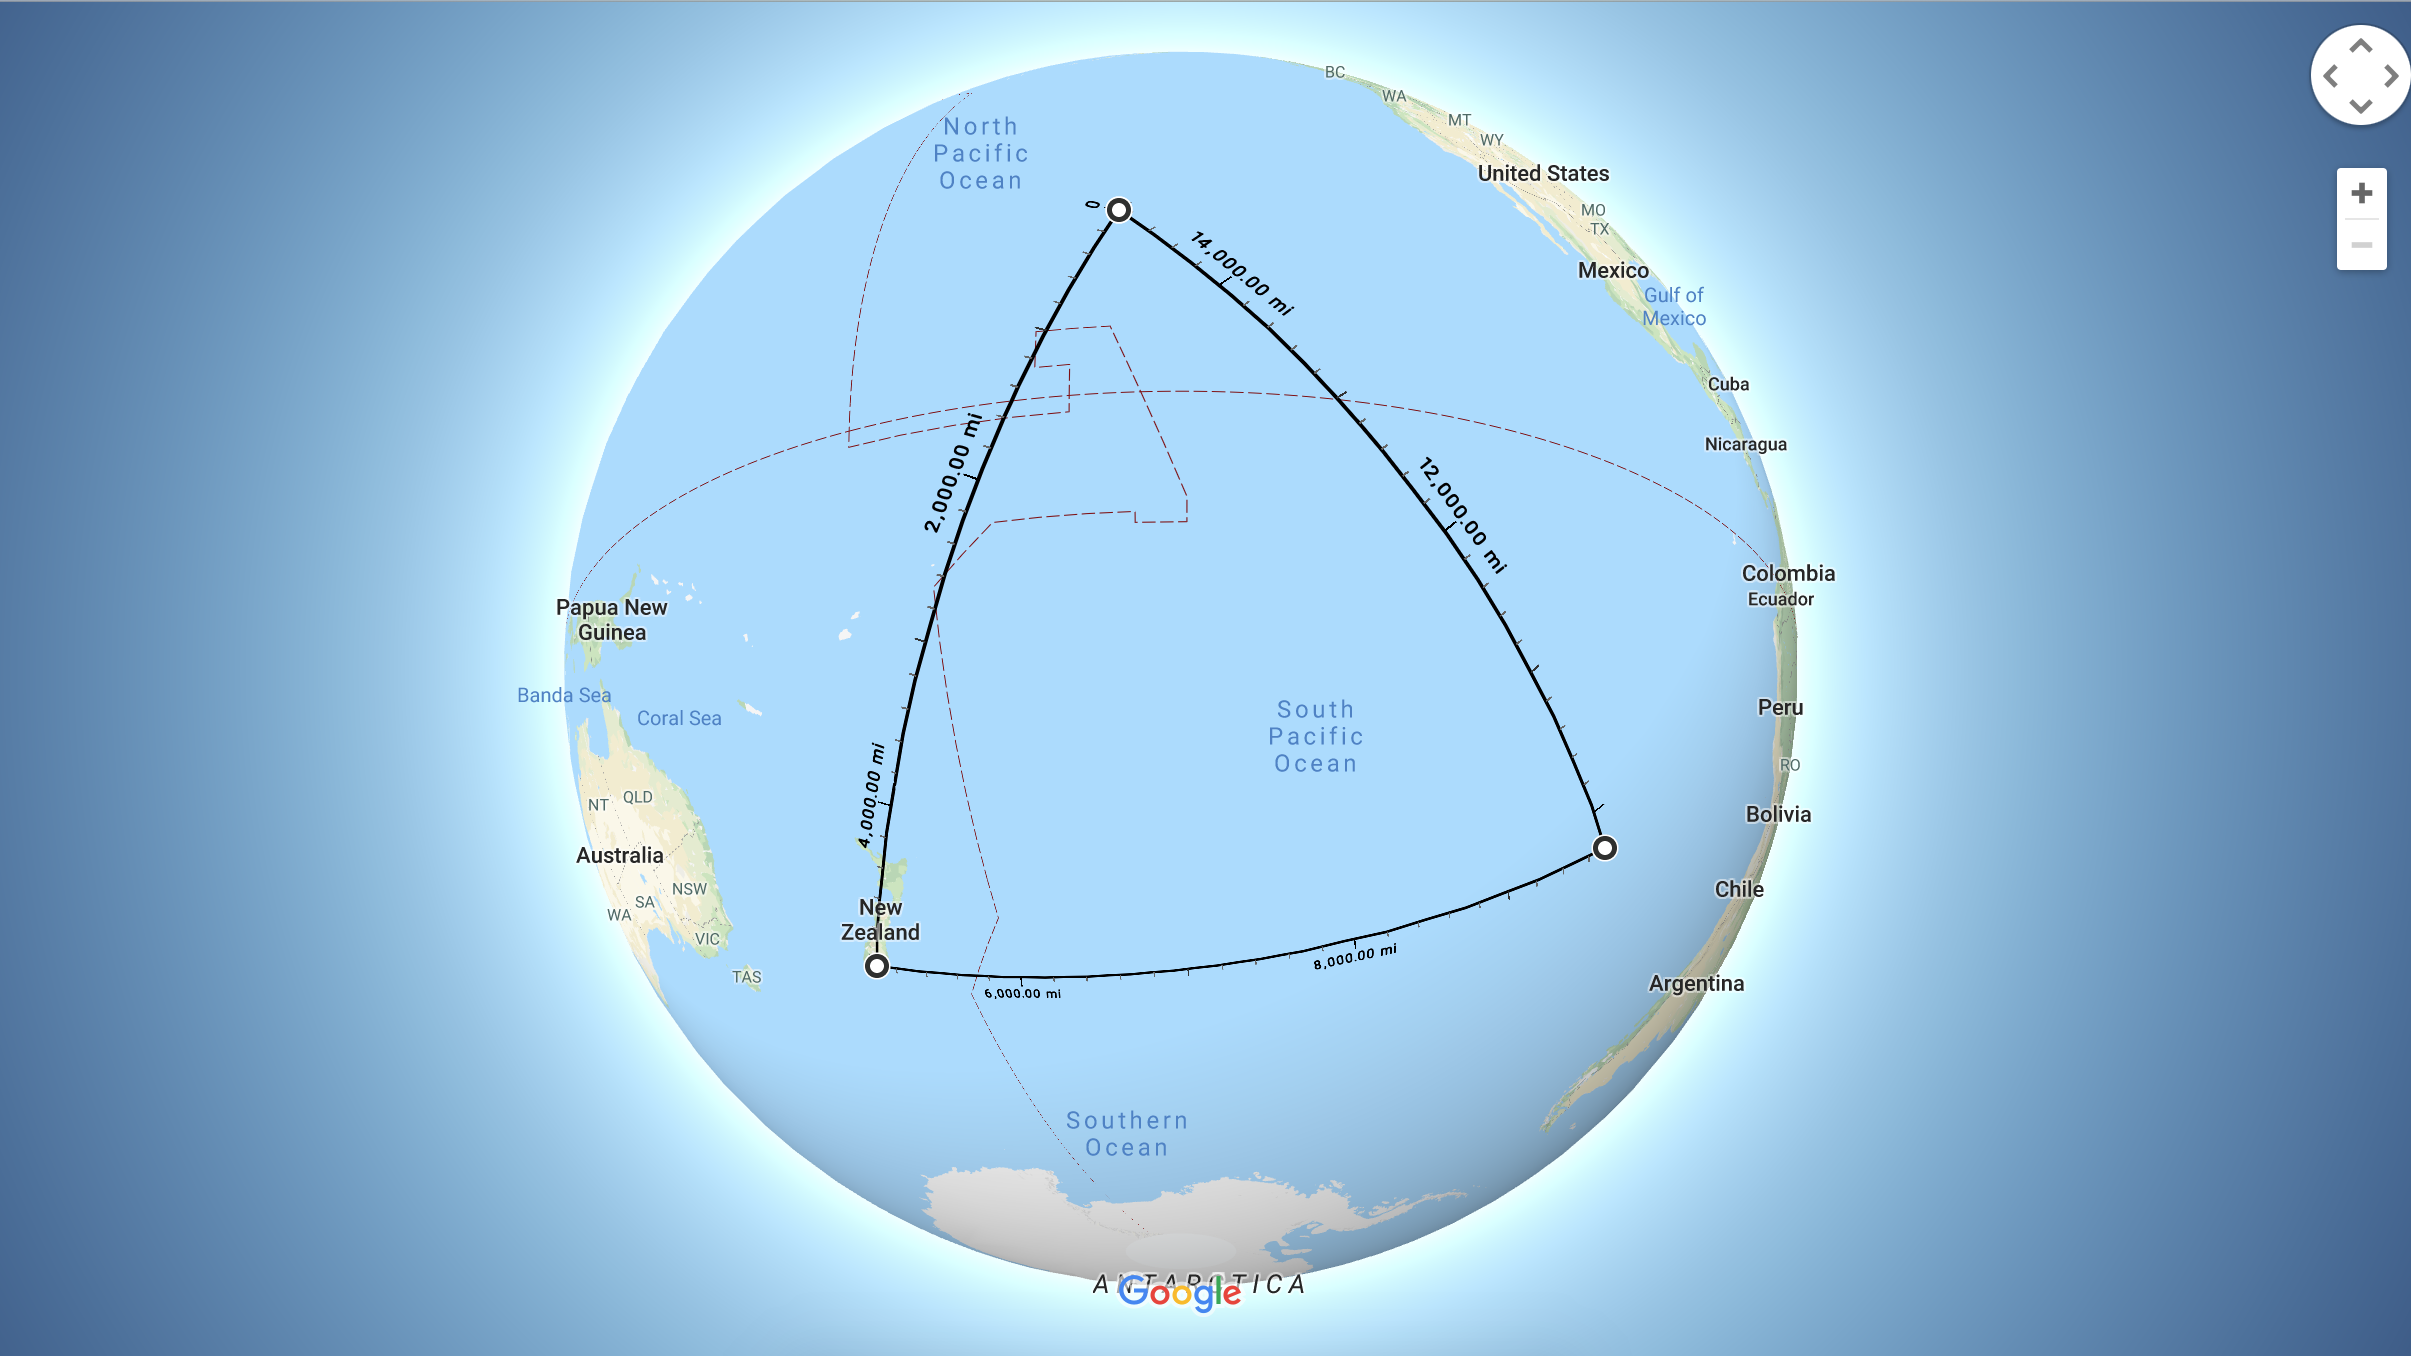 BC
WA
MT
WY
North
Pacific
Ocean
United States
0
MO
TX
14,000.00 mi
Mexico
Gulf of
Mexico
Cuba
2,000.00 mi
Nicaragua
12,000.00 mi
Papua New
Guinea
Colombia
Ecuador
Banda Sea
Coral Sea
South
Pacific
Ocean
Peru
RO
NT
QLD
4,000.00 mi
Bolivia
Australia
NSW
SA
WA
VIC
New
Zealand
Chile
TAS
6,000.00 mi
8,000.00 mi
Argentina
Southern
Ocean
ANTARCTICA
Google